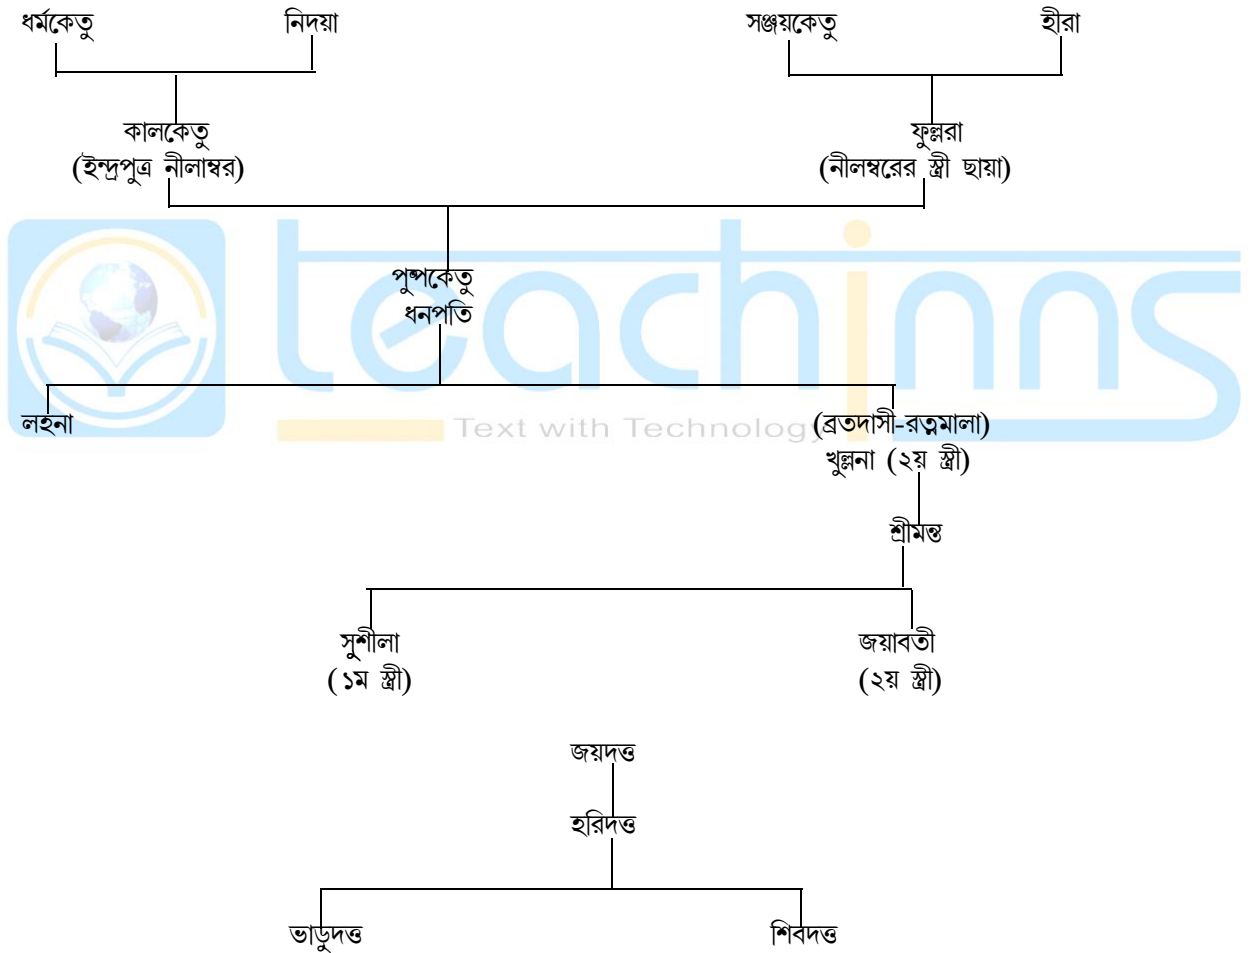 ধর্মকেতু নিদয়া সঞ্জয়কেতু হীরা
কালকেতু ফুল্লরা
(ইন্দ্রপুত্র নীলাম্বর) (নীলম্বরের স্ত্রী ছায়া)
teachinns
পুষ্পকেতু
ধনপতি
লহনা (ব্রতদাসী-রত্নমালা)
Text with Technology
খুল্লনা (২য় স্ত্রী)
শ্রীমন্ত
সুশীলা জয়াবতী
(১ম স্ত্রী) (২য় স্ত্রী)
জয়দত্ত
হরিদত্ত
ভাড়ুদত্ত শিবদত্ত